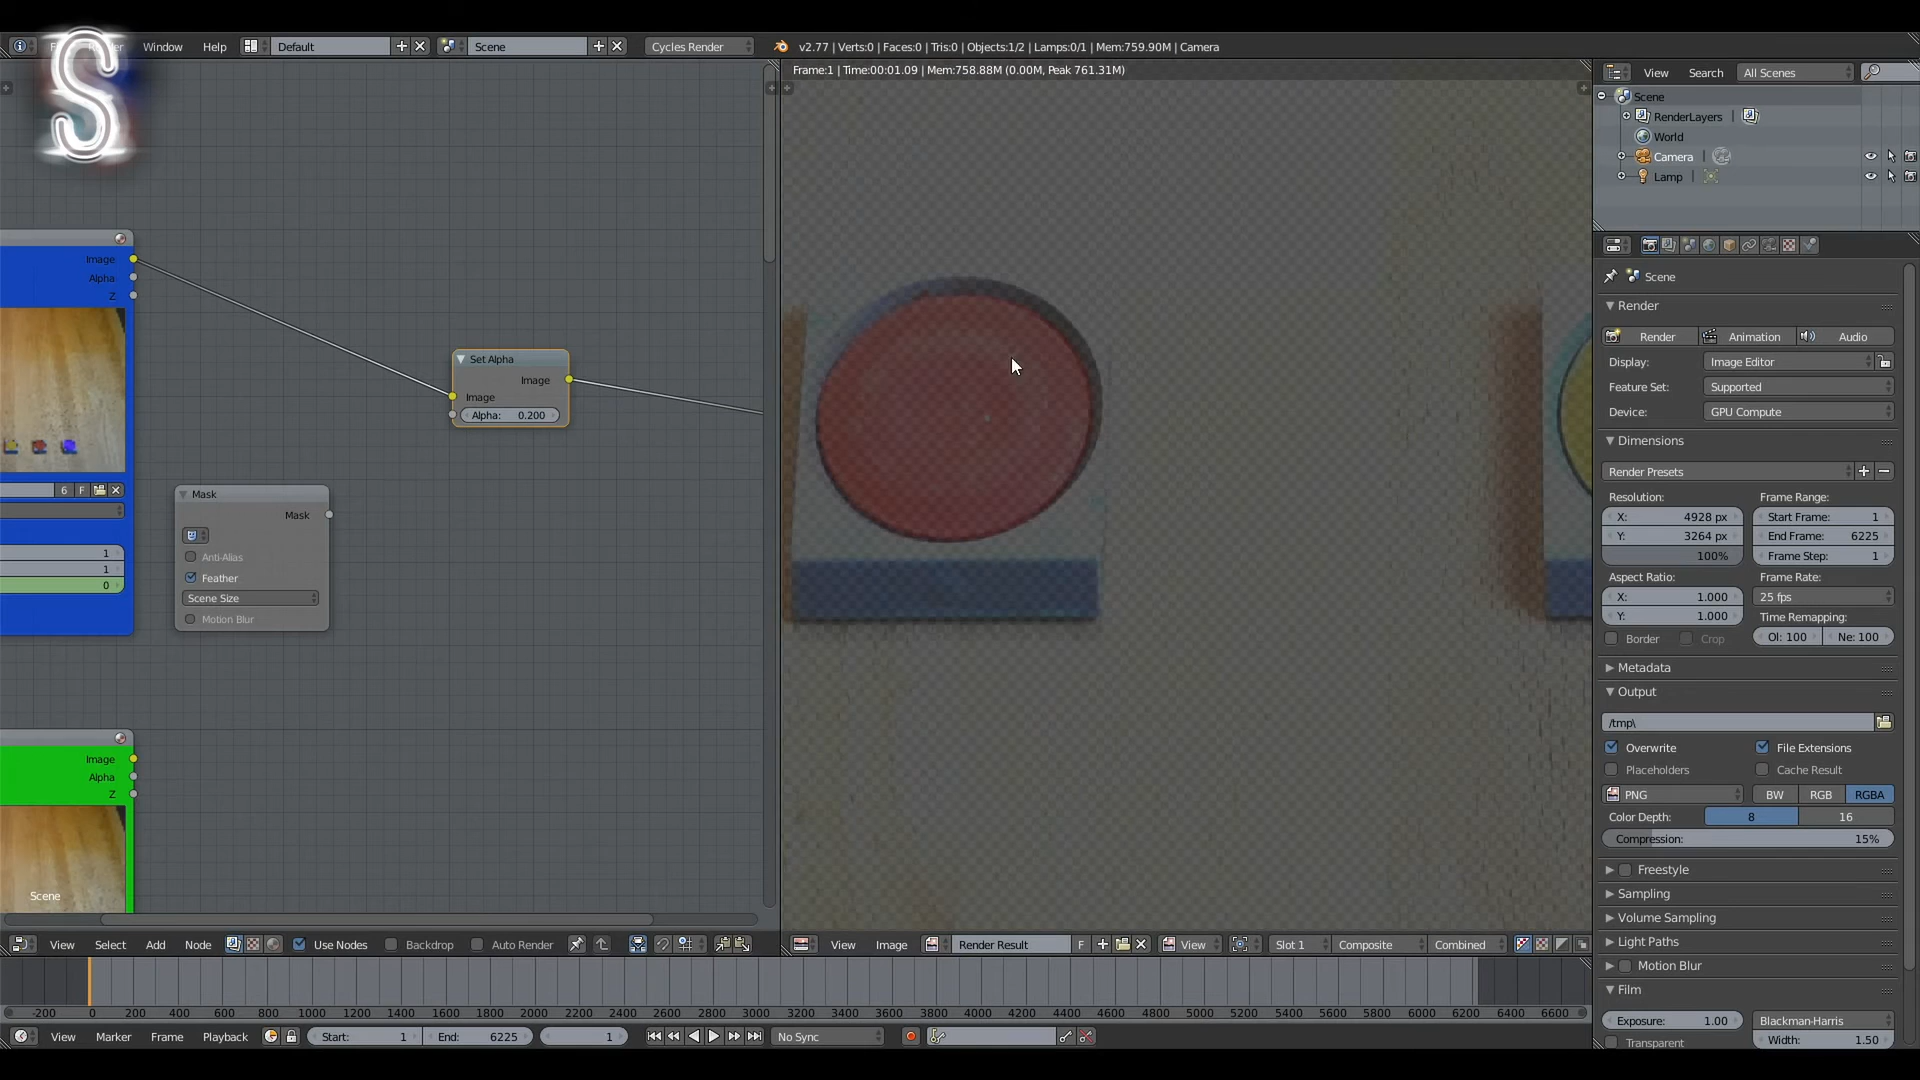 S
Window Help Default Scene Cycles Render v2.77 | Verts:0 | Faces:0 | Tris:0 | Objects:1/2 | Lamps:0/1 | Mem:759.90M | Camera
Frame:1 | Time:00:01.09 | Mem:758.88M (0.00M, Peak 761.31M)
View Search All Scenes
Scene
RenderLayers
World
Camera
Lamp
Image
Alpha
Z
6 F
1
1
0
Set Alpha
Image
Image
Alpha: 0.200
Mask
Mask
Anti-Alias
Feather
Scene Size
Motion Blur
Image
Alpha
Z
Scene
Scene
Render
Render Animation Audio
Display: Image Editor
Feature Set: Supported
Device: GPU Compute
Dimensions
Render Presets
Resolution: Frame Range:
X: 4928 px Start Frame: 1
Y: 3264 px End Frame: 6225
100% Frame Step: 1
Aspect Ratio: Frame Rate:
X: 1.000 25 fps
Y: 1.000 Time Remapping:
Border Crop Ol: 100 Ne: 100
Metadata
Output
/tmp\
Overwrite File Extensions
Placeholders Cache Result
PNG BW RGB RGBA
Color Depth: 8 16
Compression: 15%
Freestyle
Sampling
Volume Sampling
Light Paths
Motion Blur
Film
Exposure: 1.00 Blackman-Harris
Transparent Width: 1.50
View Select Add Node Use Nodes Backdrop Auto Render
View Image Render Result F View Slot 1 Composite Combined
-200 0 200 400 600 800 1000 1200 1400 1600 1800 2000 2200 2400 2600 2800 3000 3200 3400 3600 3800 4000 4200 4400 4600 4800 5000 5200 5400 5600 5800 6000 6200 6400 6600
View Marker Frame Playback Start: 1 End: 6225 1 No Sync